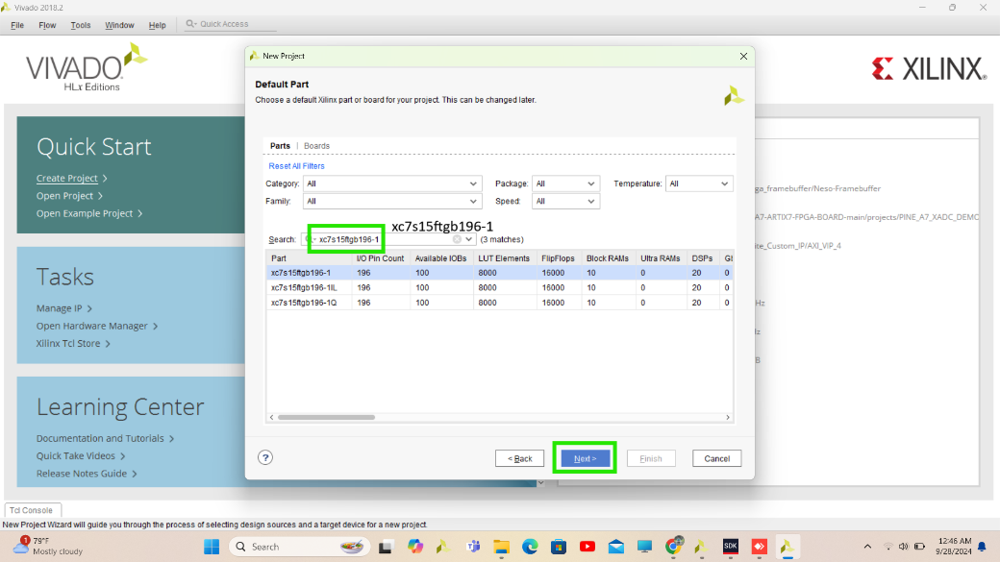 Vivado 2018.2
File Flow Tools Window Help Quick Access
VIVADO
HLx Editions
XILINX
Quick Start
Create Project
Open Project
Open Example Project
Tasks
Manage IP
Open Hardware Manager
Xilinx Tcl Store
Learning Center
Documentation and Tutorials
Quick Take Videos
Release Notes Guide
New Project
Default Part
Choose a default Xilinx part or board for your project. This can be changed later.
Parts | Boards
Reset All Filters
Category: All Package: All Temperature: All
Family: All Speed: All
xc7s15ftgb196-1
Search: xc7s15ftgb196-1 (3 matches)
Part I/O Pin Count Available IOBs LUT Elements FlipFlops Block RAMs Ultra RAMs DSPs
xc7s15ftgb196-1 196 100 8000 16000 10 0 20 0
xc7s15ftgb196-1IL 196 100 8000 16000 10 0 20 0
xc7s15ftgb196-1Q 196 100 8000 16000 10 0 20 0
? < Back Next > Finish Cancel
ga_framebuffer/Neso-Framebuffer
A7-ARTIX7-FPGA-BOARD-main/projects/PINE_A7_XADC_DEMO
ite_Custom_IP/AXI_VIP_4
Hz
Tcl Console
New Project Wizard will guide you through the process of selecting design sources and a target device for a new project.
1
79°F
Mostly cloudy
Search
SDK
12:46 AM
9/28/2024